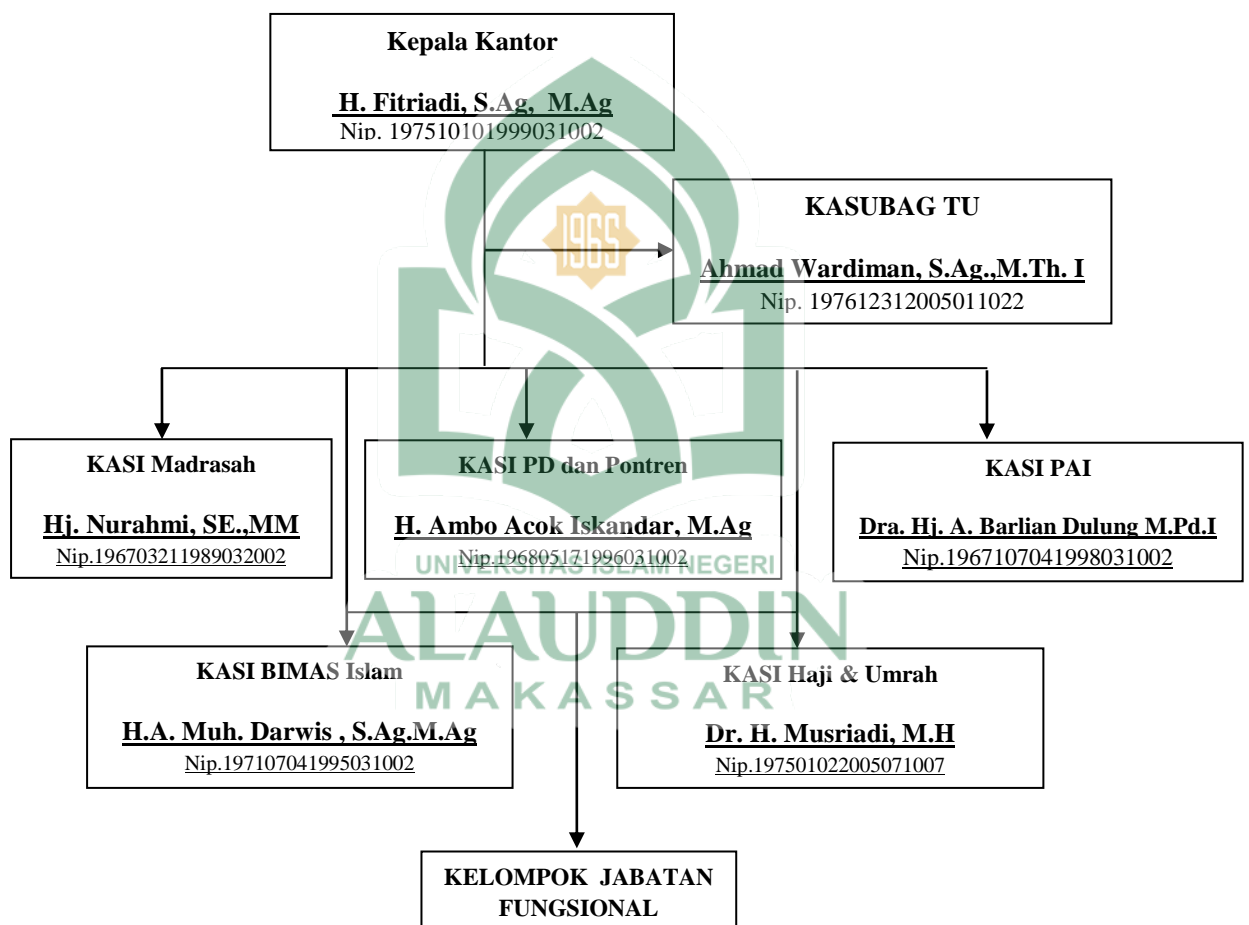 Kepala Kantor
H. Fitriadi, S.Ag, M.Ag
Nip. 197510101999031002
1965
KASUBAG TU
Ahmad Wardiman, S.Ag.,M.Th. I
Nip. 197612312005011022
KASI Madrasah
Hj. Nurahmi, SE.,MM
Nip.196703211989032002
KASI PD dan Pontren
H. Ambo Acok Iskandar, M.Ag
Nip.196805171996031002
KASI PAI
Dra. Hj. A. Barlian Dulung M.Pd.I
Nip.1967107041998031002
UNIVERSITAS ISLAM NEGERI
ALAUDDIN
MAKASSAR
KASI BIMAS Islam
H.A. Muh. Darwis , S.Ag.M.Ag
Nip.197107041995031002
KASI Haji & Umrah
Dr. H. Musriadi, M.H
Nip.197501022005071007
KELOMPOK JABATAN
FUNGSIONAL